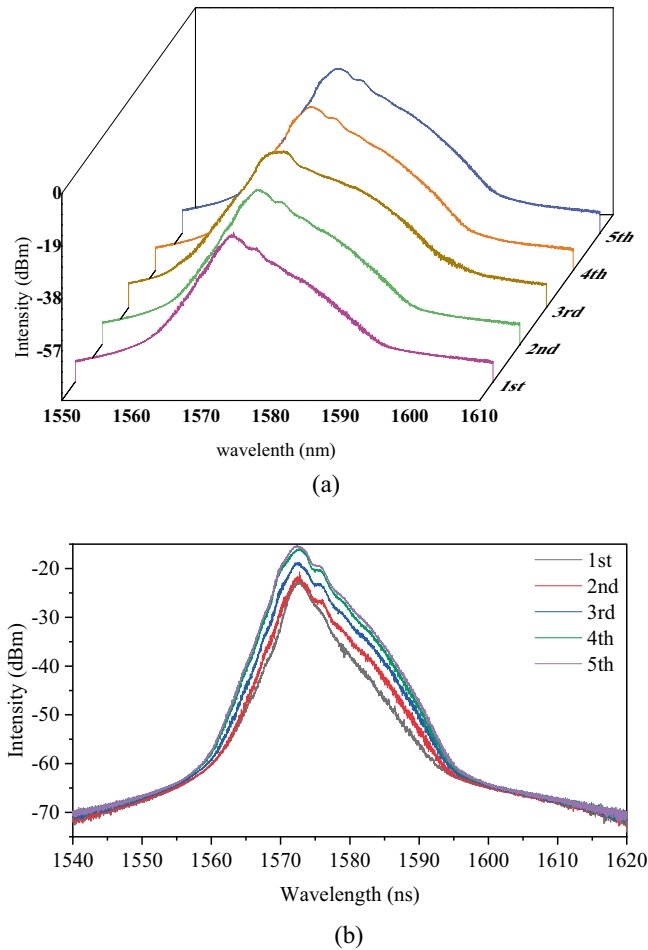 0
-19
-38
-57
Intensity (dBm)
1550 1560 1570 1580 1590 1600 1610
wavelenth (nm)
1st
2nd
3rd
4th
5th
(a)
-20
-30
-40
-50
-60
-70
Intensity (dBm)
1st
2nd
3rd
4th
5th
1540 1550 1560 1570 1580 1590 1600 1610 1620
Wavelength (ns)
(b)